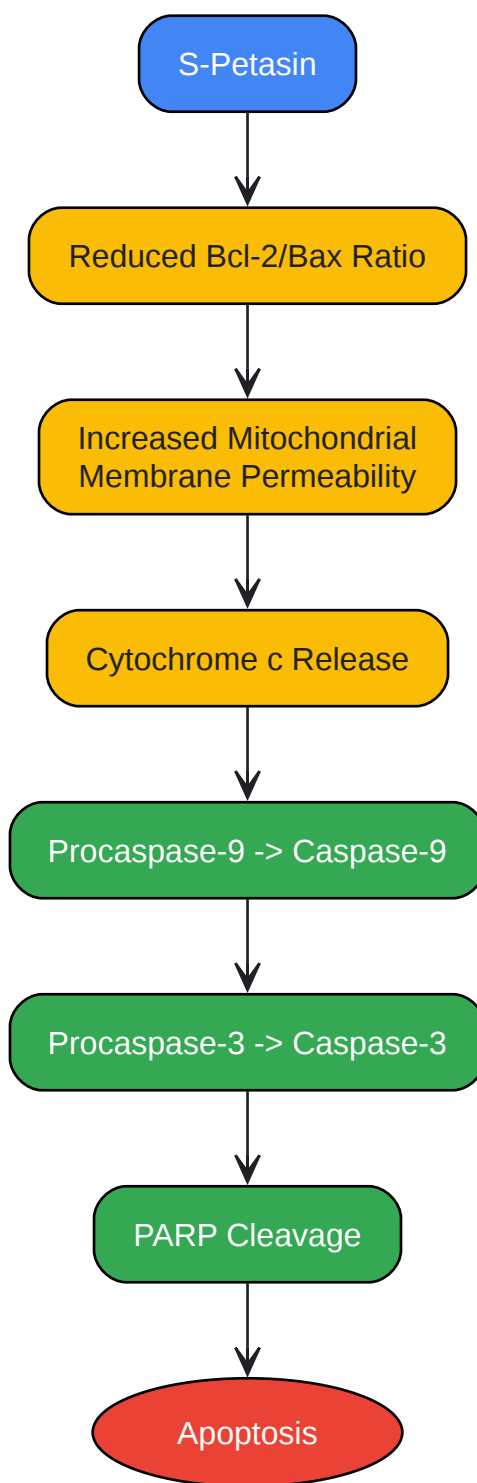 S-Petasin
Reduced Bcl-2/Bax Ratio
Increased Mitochondrial
Membrane Permeability
Cytochrome c Release
Procaspase-9 -> Caspase-9
Procaspase-3 -> Caspase-3
PARP Cleavage
Apoptosis